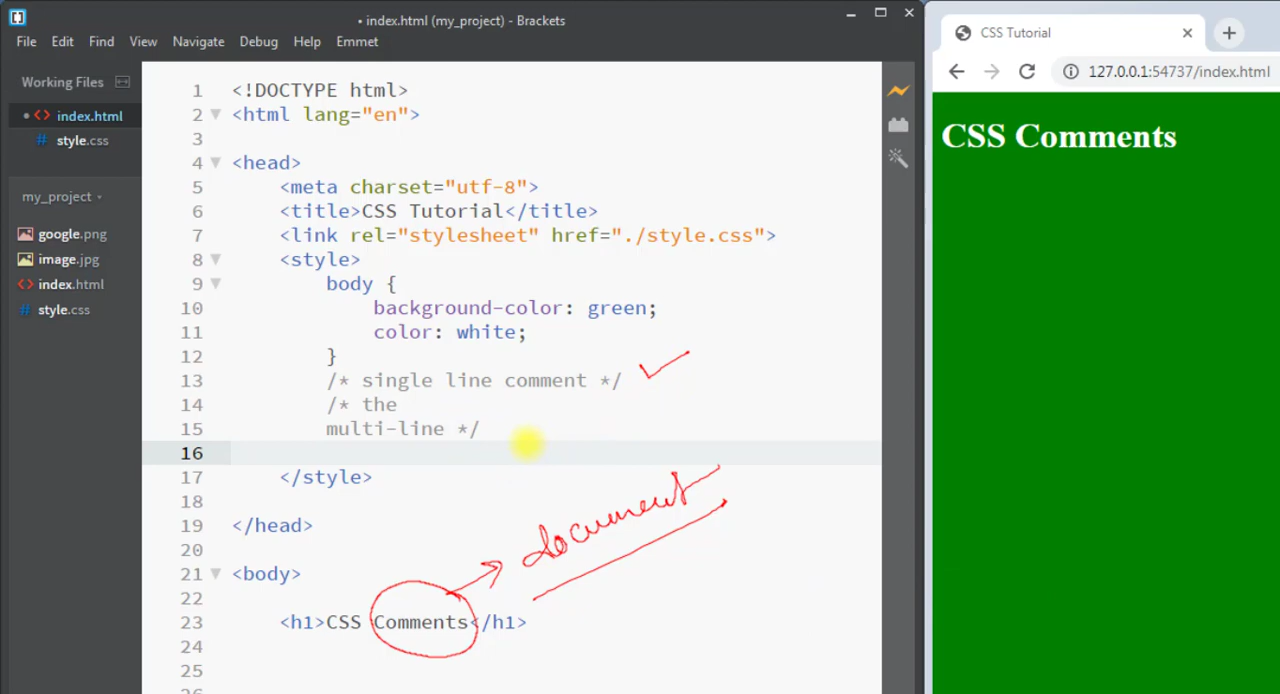 • index.html (my_project) - Brackets
File Edit Find View Navigate Debug Help Emmet
Working Files
• <> index.html
# style.css
my_project
google.png
image.jpg
<> index.html
# style.css
1 <!DOCTYPE html>
2 <html lang="en">
3
4 <head>
5 <meta charset="utf-8">
6 <title>CSS Tutorial</title>
7 <link rel="stylesheet" href="./style.css">
8 <style>
9 body {
10 background-color: green;
11 color: white;
12 }
13 /* single line comment */
14 /* the
15 multi-line */
16
17 </style>
18
19 </head>
20
21 <body>
22
23 <h1>CSS Comments</h1>
24
25
document
CSS Tutorial
127.0.0.1:54737/index.html
CSS Comments